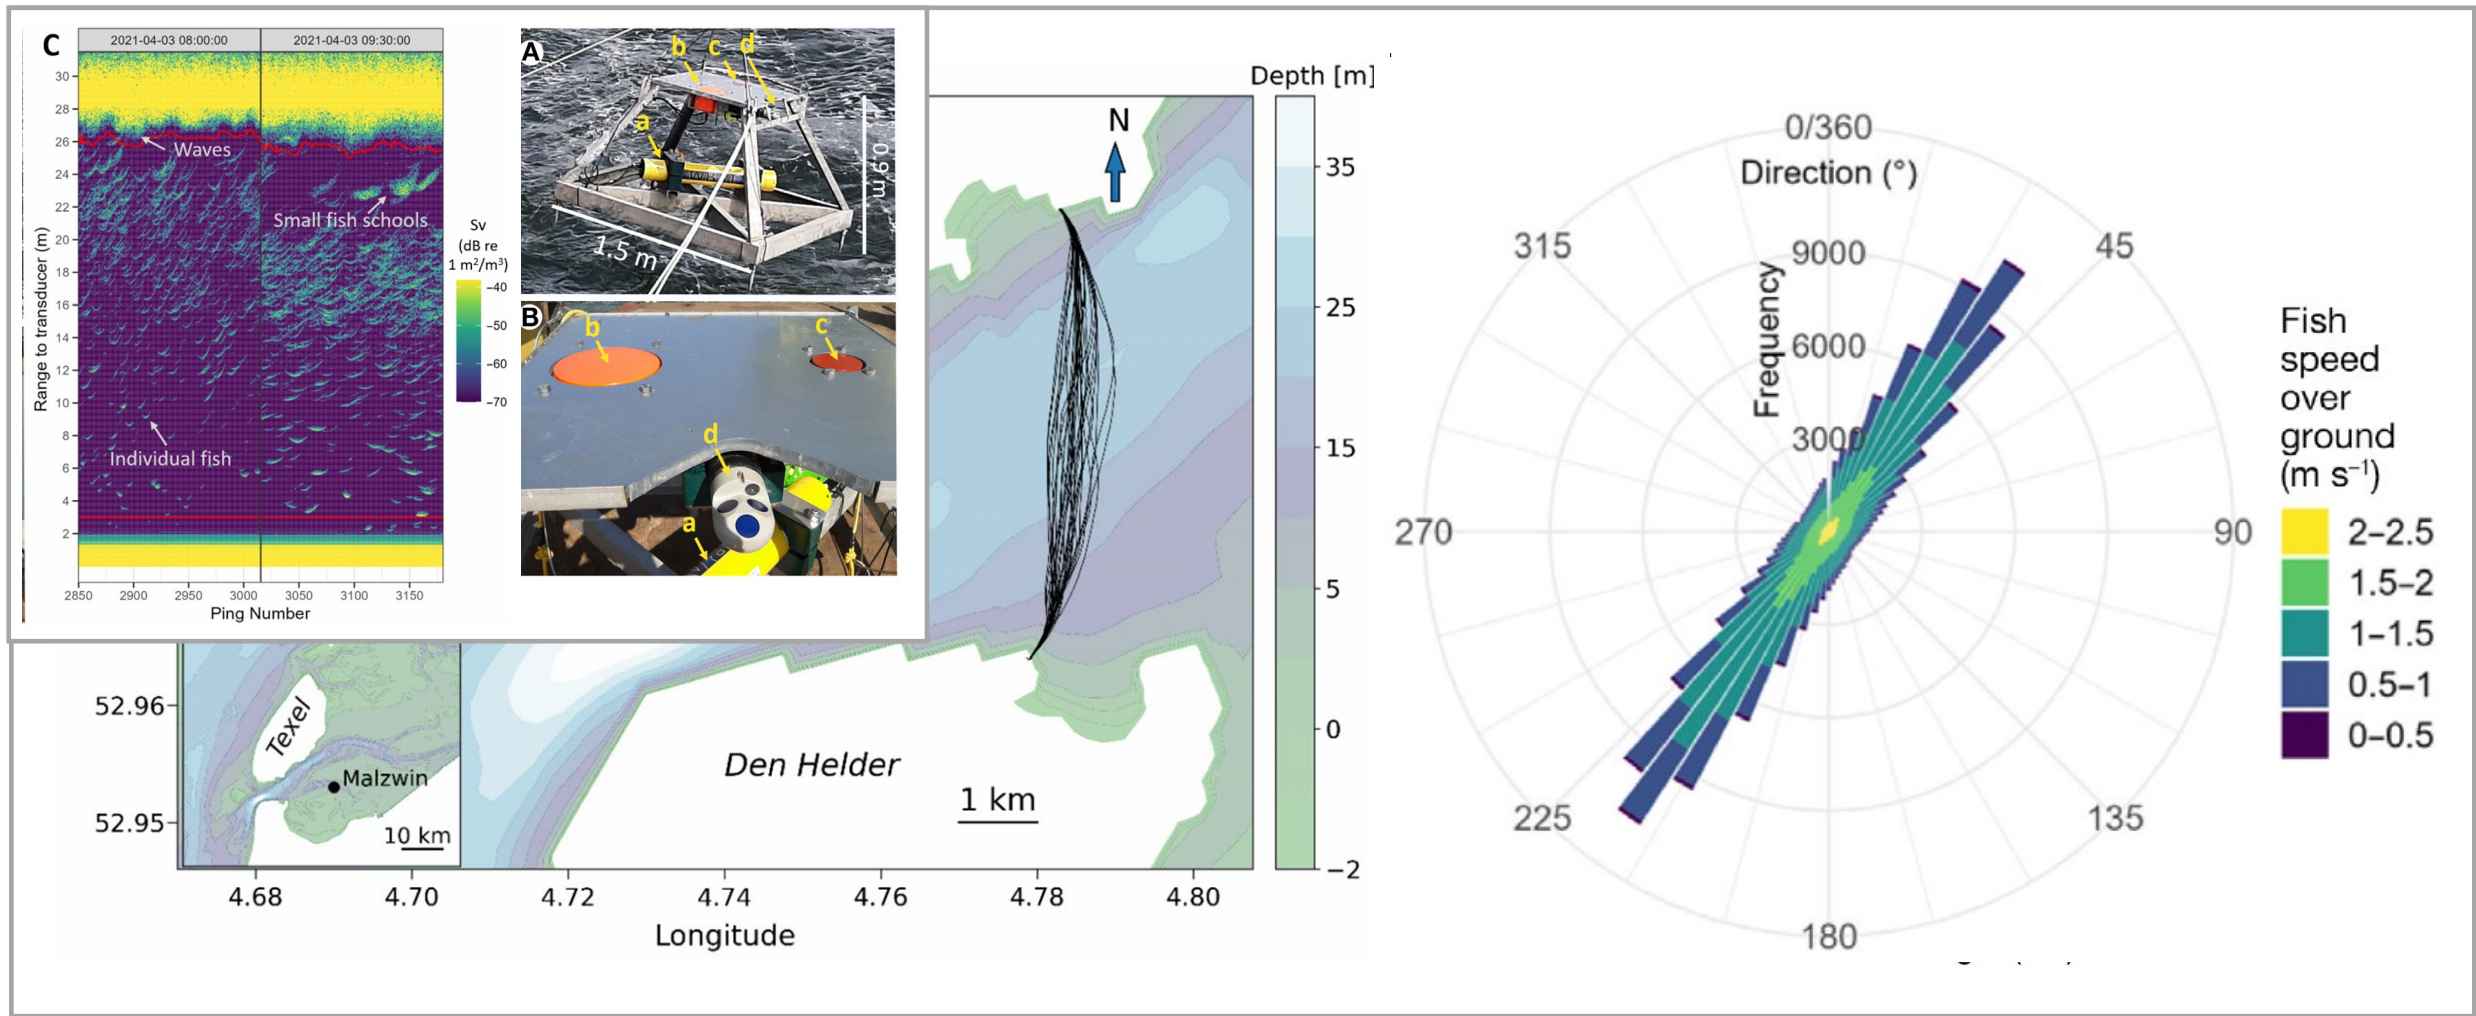 C
2021-04-03 08:00:00
2021-04-03 09:30:00
30
28
26
24
22
20
18
16
14
12
10
8
6
4
2
Range to transducer (m)
Waves
Small fish schools
Individual fish
2850
2900
2950
3000
3050
3100
3150
Ping Number
Sv
(dB re
1 m²/m³)
−40
−50
−60
−70
A
b
c
d
a
0.9 m
1.5 m
B
b
c
d
a
N
Depth [m]
35
25
15
5
0
−2
52.96
52.95
Texel
Malzwin
10 km
Den Helder
1 km
4.68
4.70
4.72
4.74
4.76
4.78
4.80
Longitude
0/360
Direction (°)
45
90
135
180
225
270
315
9000
6000
3000
Frequency
Fish
speed
over
ground
(m s⁻¹)
2–2.5
1.5–2
1–1.5
0.5–1
0–0.5